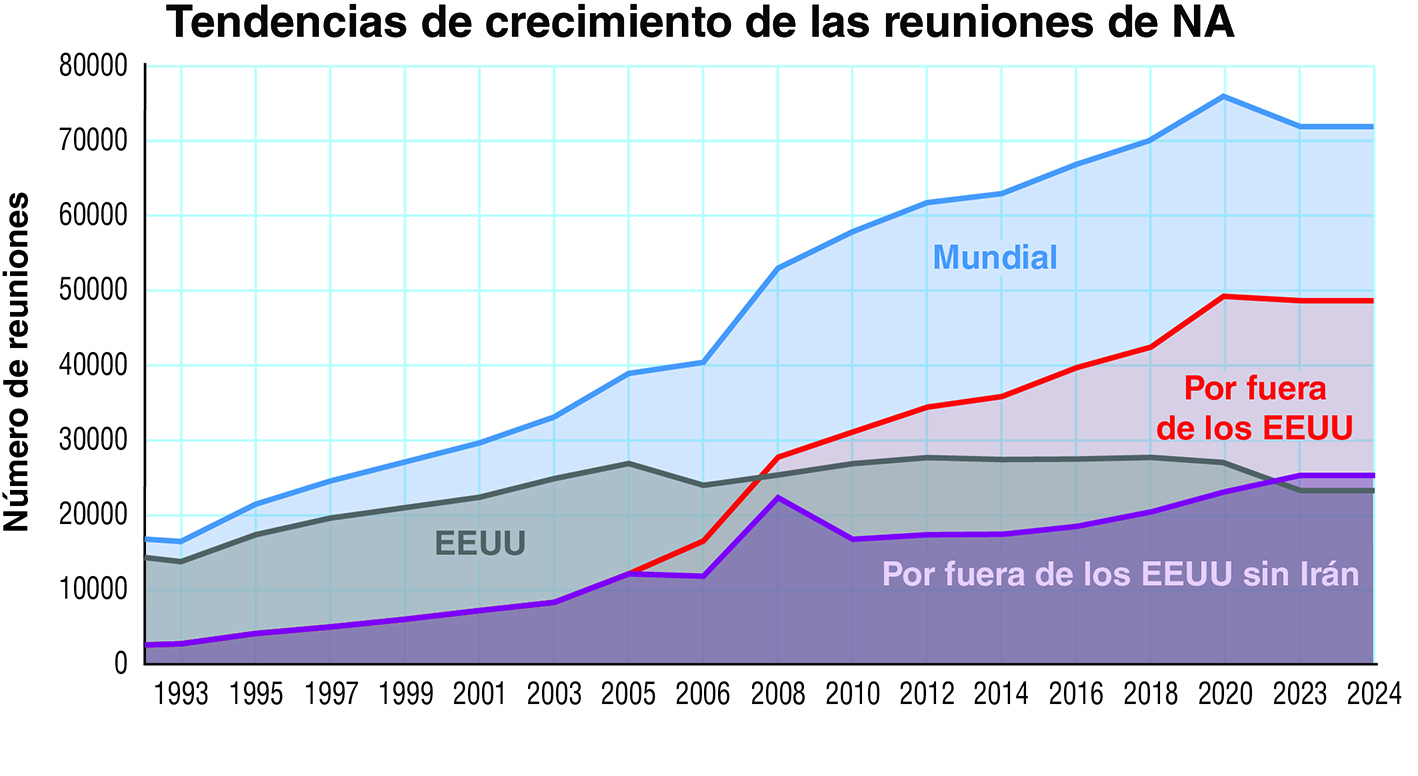 Tendencias de crecimiento de las reuniones de NA
Número de reuniones
80000
70000
60000
50000
40000
30000
20000
10000
0
Mundial
Por fuera
de los EEUU
EEUU
Por fuera de los EEUU sin Irán
1993 1995 1997 1999 2001 2003 2005 2006 2008 2010 2012 2014 2016 2018 2020 2023 2024